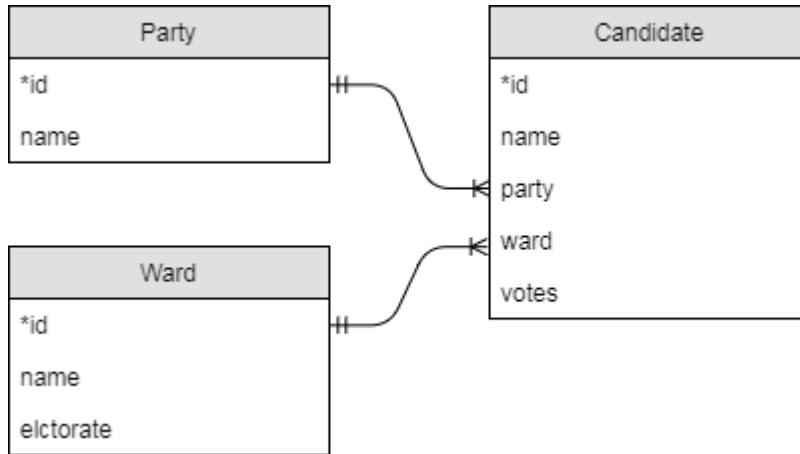 Party
*id
name
Candidate
*id
name
party
ward
votes
Ward
*id
name
elctorate